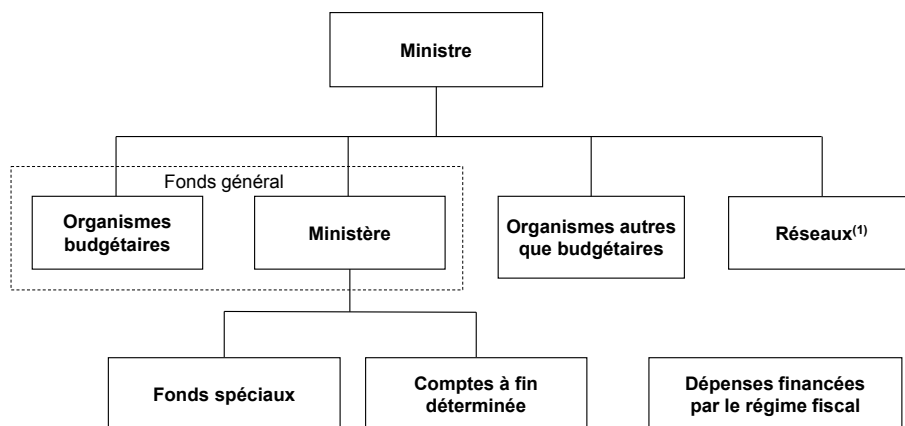 Ministre
Fonds général
Organismes
budgétaires
Ministère
Organismes autres
que budgétaires
Réseaux(1)
Fonds spéciaux
Comptes à fin
déterminée
Dépenses financées
par le régime fiscal